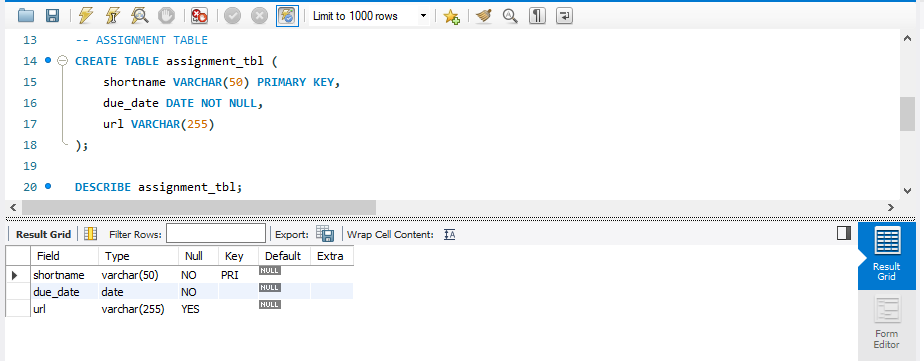 Limit to 1000 rows
13 -- ASSIGNMENT TABLE
14 CREATE TABLE assignment_tbl (
15 shortname VARCHAR(50) PRIMARY KEY,
16 due_date DATE NOT NULL,
17 url VARCHAR(255)
18 );
19
20 DESCRIBE assignment_tbl;
Result Grid Filter Rows: Export: Wrap Cell Content: IA
Field Type Null Key Default Extra
shortname varchar(50) NO PRI NULL
due_date date NO NULL
url varchar(255) YES NULL
Result
Grid
Form
Editor